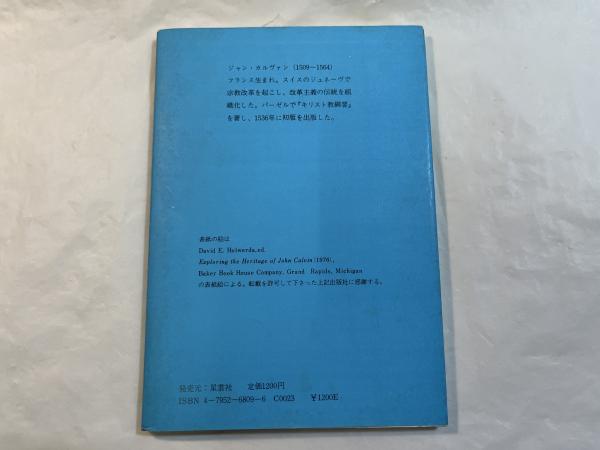 ジャン・カルヴァン (1509—1564)
フランス生まれ。スイスのジュネーヴで
宗教改革を起こし、改革主義の伝統を組
織化した。バーゼルで『キリスト教綱要』
を著し、1536年に初版を出版した。
表紙の絵は
David E. Holwerda, ed.
Exploring the Heritage of John Calvin (1976),
Baker Book House Company, Grand Rapids, Michigan
の表紙絵による。転載を許可して下さった上記出版社に感謝する。
発売元：星雲社 定価1200円
ISBN 4—7952—6809—6 C0023 ￥1200E